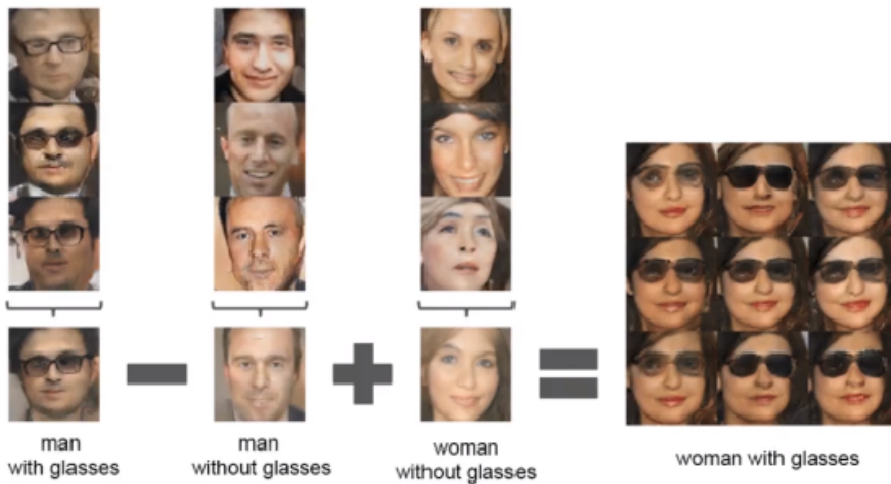 man
with glasses
man
without glasses
woman
without glasses
woman with glasses